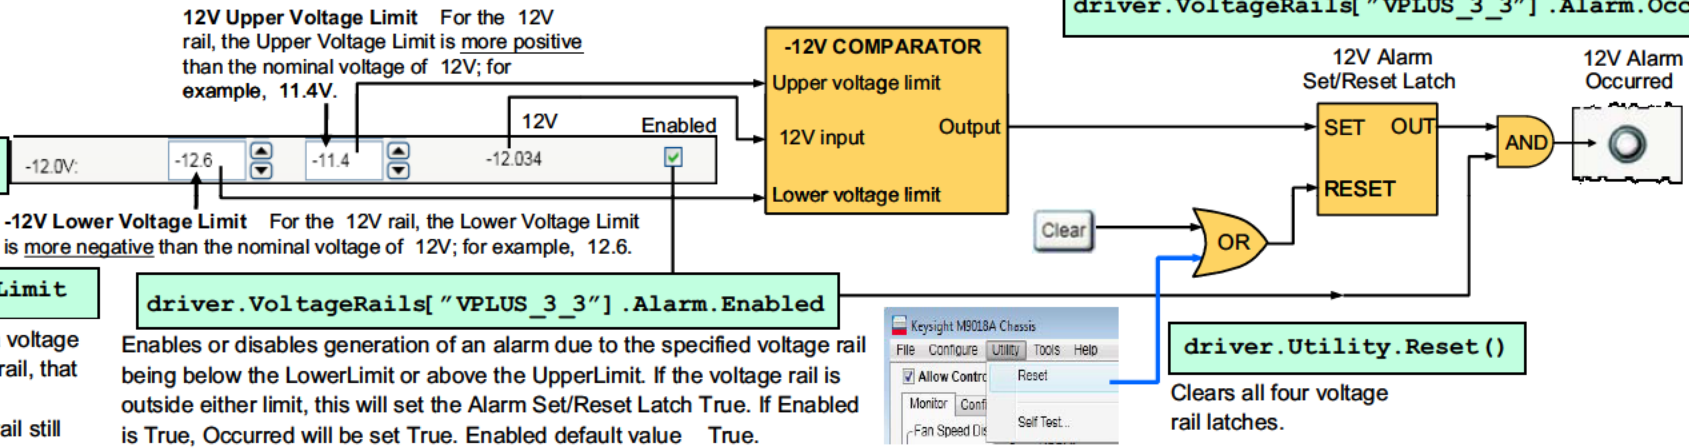 driver.VoltageRails["VPLUS_3_3"].Alarm.Occ
12V Upper Voltage Limit For the 12V
rail, the Upper Voltage Limit is more positive
than the nominal voltage of 12V; for
example, 11.4V.
-12V COMPARATOR
Upper voltage limit
12V input
Output
Lower voltage limit
12V Alarm
Set/Reset Latch
12V Alarm
Occurred
SET OUT
RESET
AND
12V
Enabled
-12.0V:
-12.6
-11.4
-12.034
-12V Lower Voltage Limit For the 12V rail, the Lower Voltage Limit
is more negative than the nominal voltage of 12V; for example, 12.6.
Clear
OR
Limit
voltage
rail, that
ail still
driver.VoltageRails["VPLUS_3_3"].Alarm.Enabled
Enables or disables generation of an alarm due to the specified voltage rail
being below the LowerLimit or above the UpperLimit. If the voltage rail is
outside either limit, this will set the Alarm Set/Reset Latch True. If Enabled
is True, Occurred will be set True. Enabled default value True.
Keysight M9018A Chassis
File Configure Utility Tools Help
Allow Contro
Reset
Monitor Confi
Self Test...
Fan Speed Dis
driver.Utility.Reset()
Clears all four voltage
rail latches.